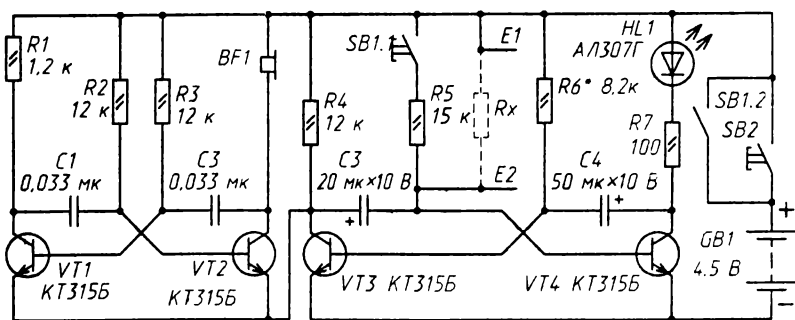 R1
1,2 к
R2
12 к
R3
12 к
BF1
C1
0,033 мк
C3
0,033 мк
VT1
КТ315Б
VT2
КТ315Б
R4
12 к
SB1.1
R5
15 к
E1
Rx
E2
R6* 8.2к
C3
20 мк×10 В
+
C4
50 мк×10 В
+
VT3 КТ315Б
VT4 КТ315Б
HL1
АЛ307Г
R7
100
SB1.2
SB2
+
GB1
4.5 В
−